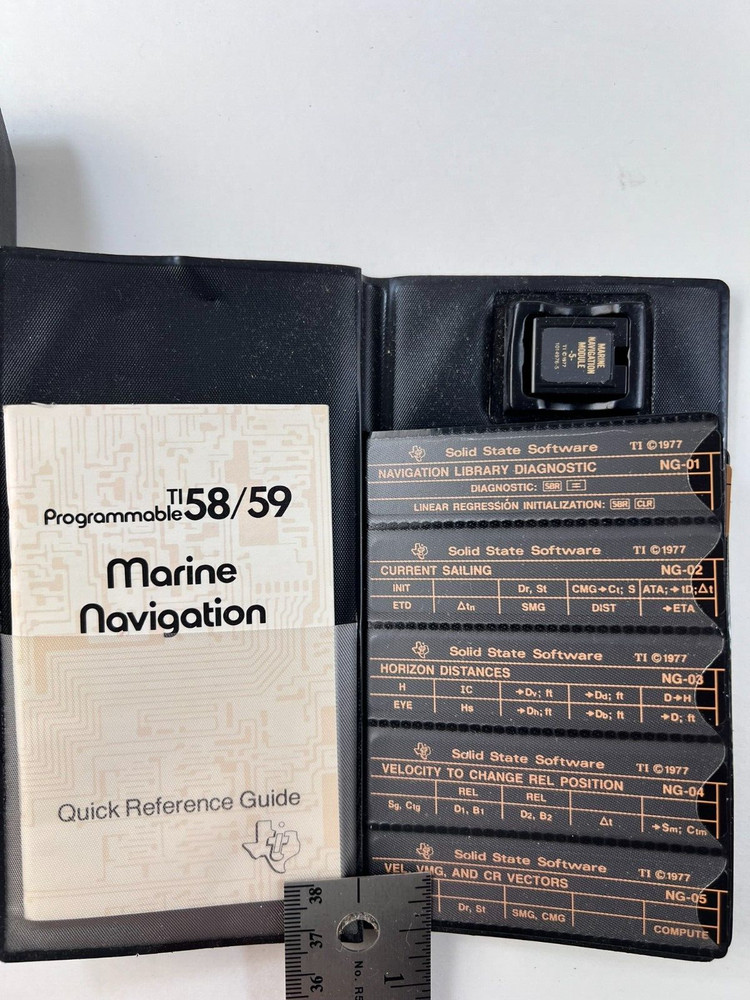 TI
Programmable 58/59
Marine
Navigation
Quick Reference Guide
MARINE
NAVIGATION
MODULE
-5-
TI © 1977
Solid State Software TI © 1977
NAVIGATION LIBRARY DIAGNOSTIC NG-01
DIAGNOSTIC: SBR =
LINEAR REGRESSION INITIALIZATION: SBR CLR
Solid State Software TI © 1977
CURRENT SAILING NG-02
INIT Dr, St CMG→Ct; S ATA;→tD;Δt
ETD Δtn SMG DIST →ETA
Solid State Software TI © 1977
HORIZON DISTANCES NG-03
H IC →Dv; ft →Dd; ft D→H
EYE Hs →Dh; ft →Db; ft →D; ft
Solid State Software TI © 1977
VELOCITY TO CHANGE REL POSITION NG-04
REL REL
Sg, Ctg D1, B1 D2, B2 Δt →Sm; Ctm
Solid State Software TI © 1977
VEL, VMG, AND CR VECTORS NG-05
Dr, St SMG, CMG COMPUTE
38
37
36
1
No. R5